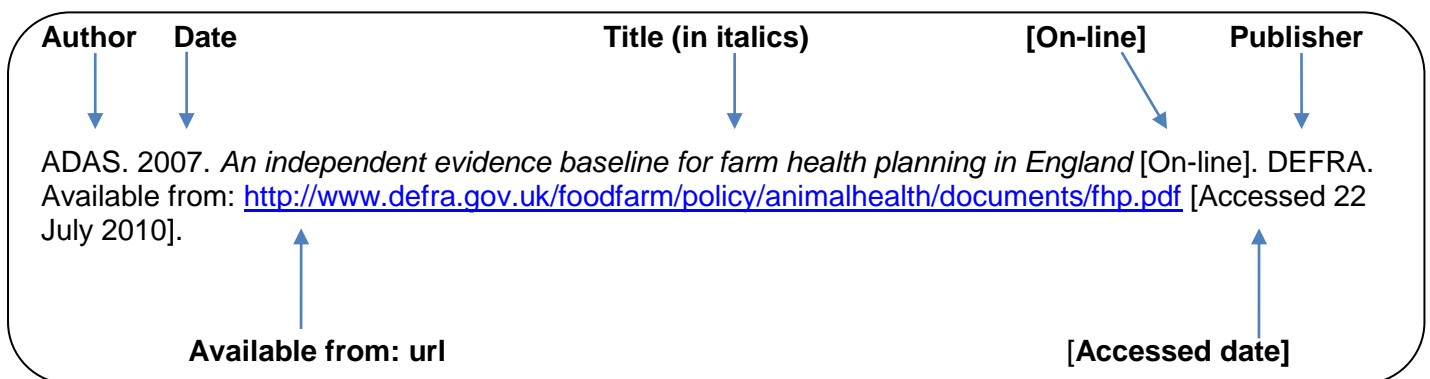 Author Date Title (in italics) [On-line] Publisher
ADAS. 2007. An independent evidence baseline for farm health planning in England [On-line]. DEFRA.
Available from: http://www.defra.gov.uk/foodfarm/policy/animalhealth/documents/fhp.pdf [Accessed 22
July 2010].
Available from: url [Accessed date]